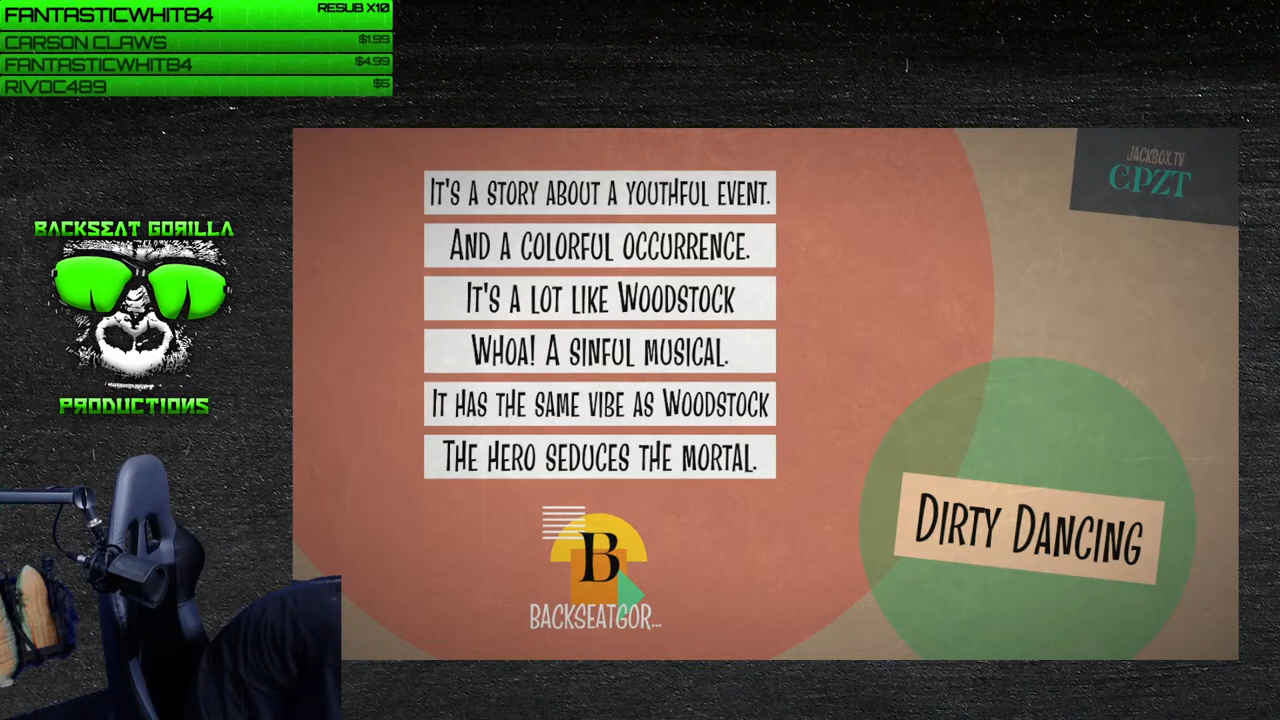 FANTASTICWHIT84 RESUB X10
CARSON CLAWS $1.99
FANTASTICWHIT84 $4.99
RIVOC489 $5
JACKBOX.TV
CPZT
IT'S A STORY ABOUT A YOUTHFUL EVENT.
AND A COLORFUL OCCURRENCE.
IT'S A LOT LIKE WOODSTOCK
WHOA! A SINFUL MUSICAL.
IT HAS THE SAME VIBE AS WOODSTOCK
THE HERO SEDUCES THE MORTAL.
BACKSEAT GORILLA
PRODUCTIONS
DIRTY DANCING
B
BACKSEATGOR...